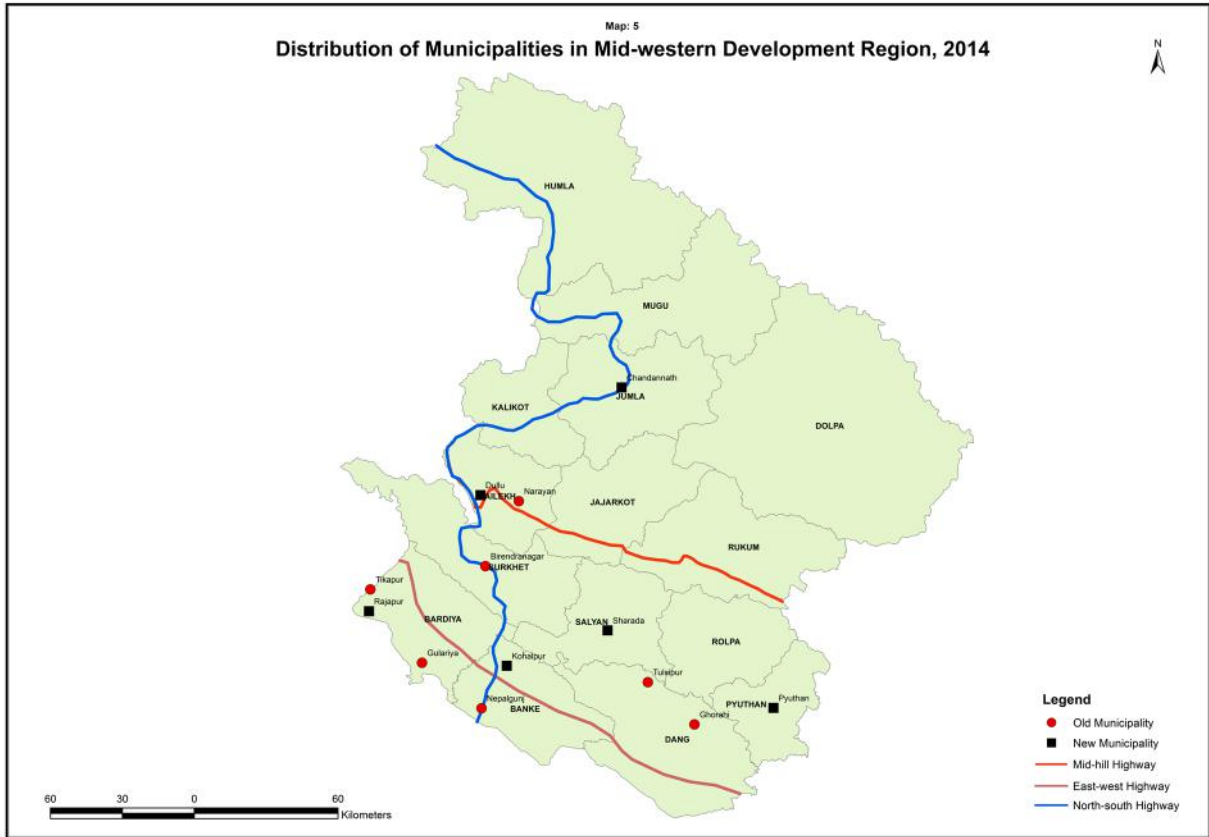 Map: 5
Distribution of Municipalities in Mid-western Development Region, 2014
N
HUMLA
MUGU
Chandannath
JUMLA
KALIKOT
DOLPA
Dullu
AILEKH
Narayan
JAJARKOT
RUKUM
Birendranagar
SURKHET
Tikapur
Rajapur
BARDIYA
SALYAN
Sharada
ROLPA
Gulariya
Kohalpur
Tulsipur
Nepalgunj
BANKE
PYUTHAN
Pyuthan
Ghorahi
DANG
Legend
Old Municipality
New Municipality
Mid-hill Highway
East-west Highway
North-south Highway
60 30 0 60
Kilometers